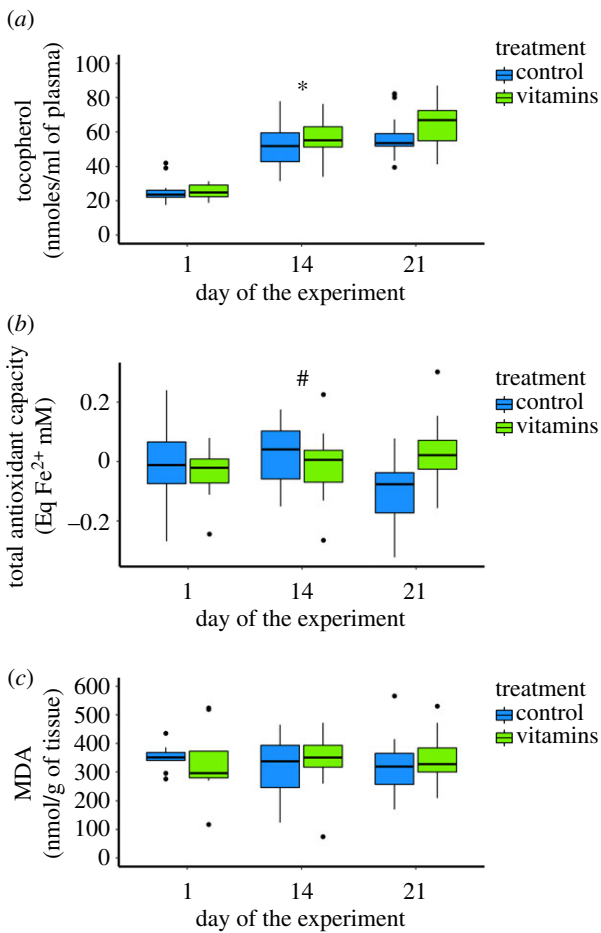 (a)
100
80
60
40
20
0
tocopherol
(nmoles/ml of plasma)
*
treatment
control
vitamins
1 14 21
day of the experiment
(b)
0.2
0
–0.2
total antioxidant capacity
(Eq Fe2+ mM)
#
treatment
control
vitamins
1 14 21
day of the experiment
(c)
600
500
400
300
200
100
0
MDA
(nmol/g of tissue)
treatment
control
vitamins
1 14 21
day of the experiment